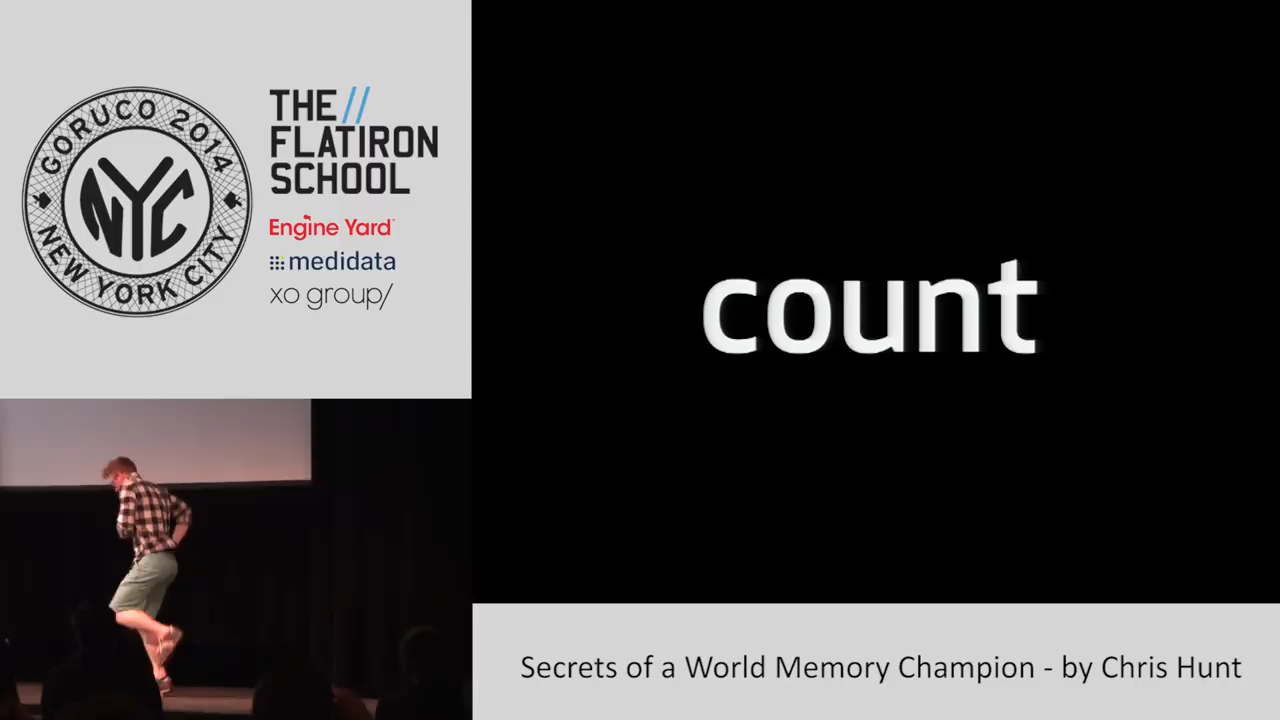 GORUCO 2014
NYC
NEW YORK CITY
THE//
FLATIRON
SCHOOL
Engine Yard
medidata
xo group/
count
Secrets of a World Memory Champion - by Chris Hunt